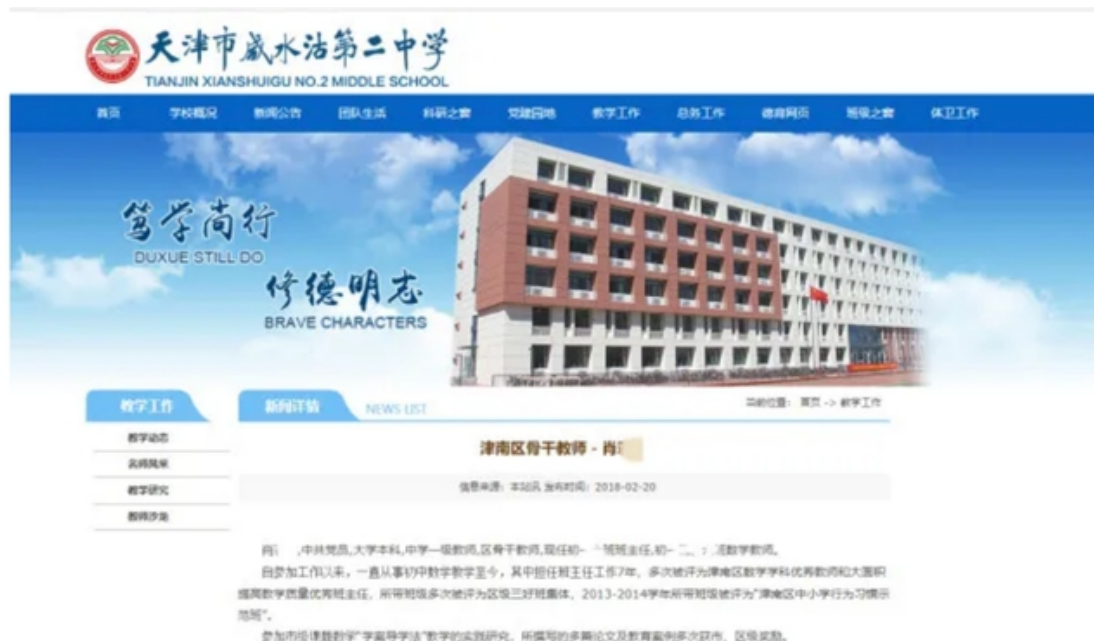 天津市咸水沽第二中学
TIANJIN XIANSHUIGU NO.2 MIDDLE SCHOOL
首页 学校概况 新闻公告 团队生活 科研之窗 党建园地 教学工作 总务工作 德育网页 班级之窗 体卫工作
笃学尚行
DUXUE STILL DO
修德明志
BRAVE CHARACTERS
教学工作
教学动态
名师风采
教学研究
教师沙龙
新闻详情 NEWS LIST 当前位置: 首页 -> 教学工作
津南区骨干教师 - 肖
信息来源: 本站讯 发布时间: 2018-02-20
肖 ,中共党员,大学本科,中学一级教师,区骨干教师,现任初一 班班主任,初一 班数学教师。
自参加工作以来，一直从事初中数学教学至今，其中担任班主任工作7年，多次被评为津南区数学学科优秀教师和大面积
提高教学质量优秀班主任，所带班级多次被评为区级三好班集体，2013-2014学年所带班级被评为"津南区中小学行为习惯示
范班"。
参加市级课题数学"学案导学法"教学的实践研究，所撰写的多篇论文及教育案例多次获市、区级奖励。